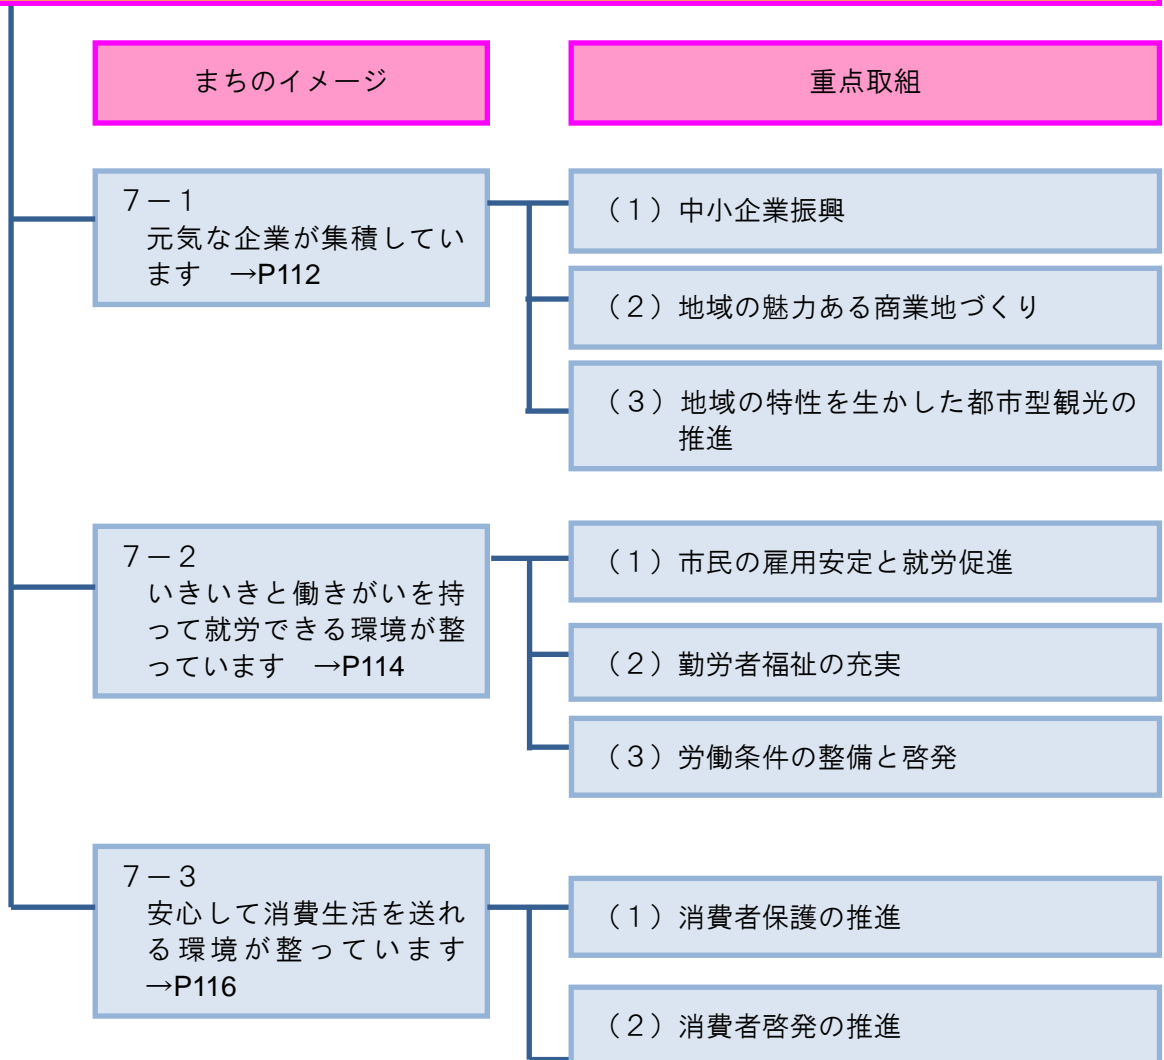 まちのイメージ
重点取組
７－１
元気な企業が集積してい
ます　→P112
（１）中小企業振興
（２）地域の魅力ある商業地づくり
（３）地域の特性を生かした都市型観光の
推進
７－２
いきいきと働きがいを持
って就労できる環境が整
っています　→P114
（１）市民の雇用安定と就労促進
（２）勤労者福祉の充実
（３）労働条件の整備と啓発
７－３
安心して消費生活を送れ
る環境が整っています
→P116
（１）消費者保護の推進
（２）消費者啓発の推進